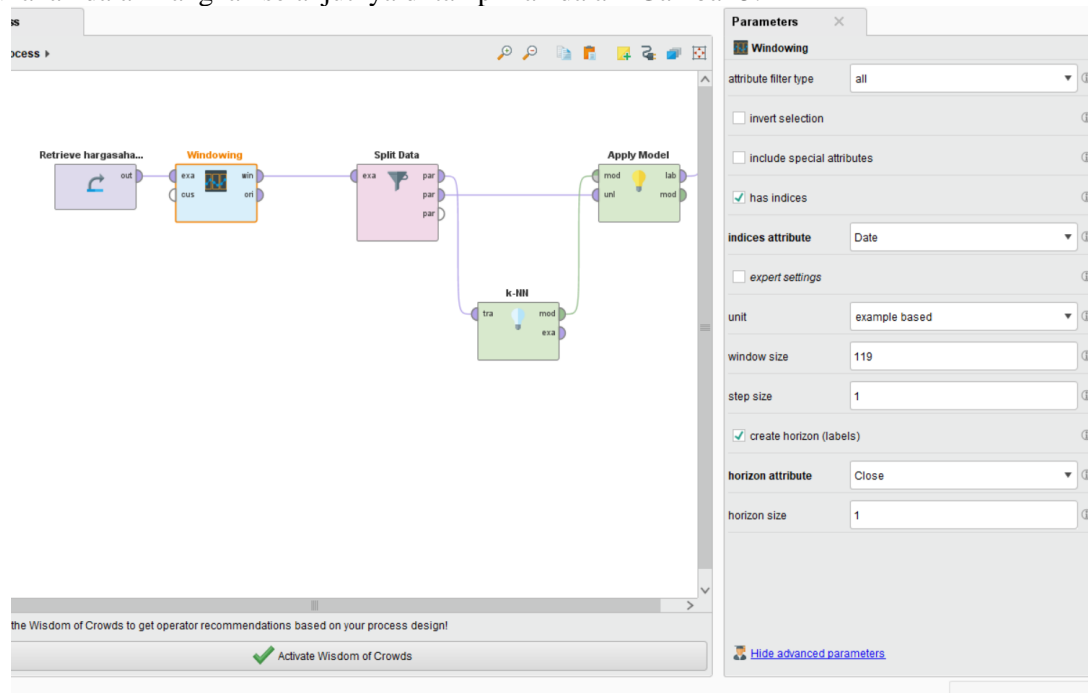 ss
Parameters
ocess
Windowing
attribute filter type all
invert selection
Retrieve hargasaha... Windowing Split Data Apply Model
out exa win exa par mod lab
ous ori par unl mod
par
include special attributes
has indices
indices attribute Date
expert settings
k-NN
tra mod
exa
unit example based
window size 119
step size 1
create horizon (labels)
horizon attribute Close
horizon size 1
the Wisdom of Crowds to get operator recommendations based on your process design!
Activate Wisdom of Crowds
Hide advanced parameters